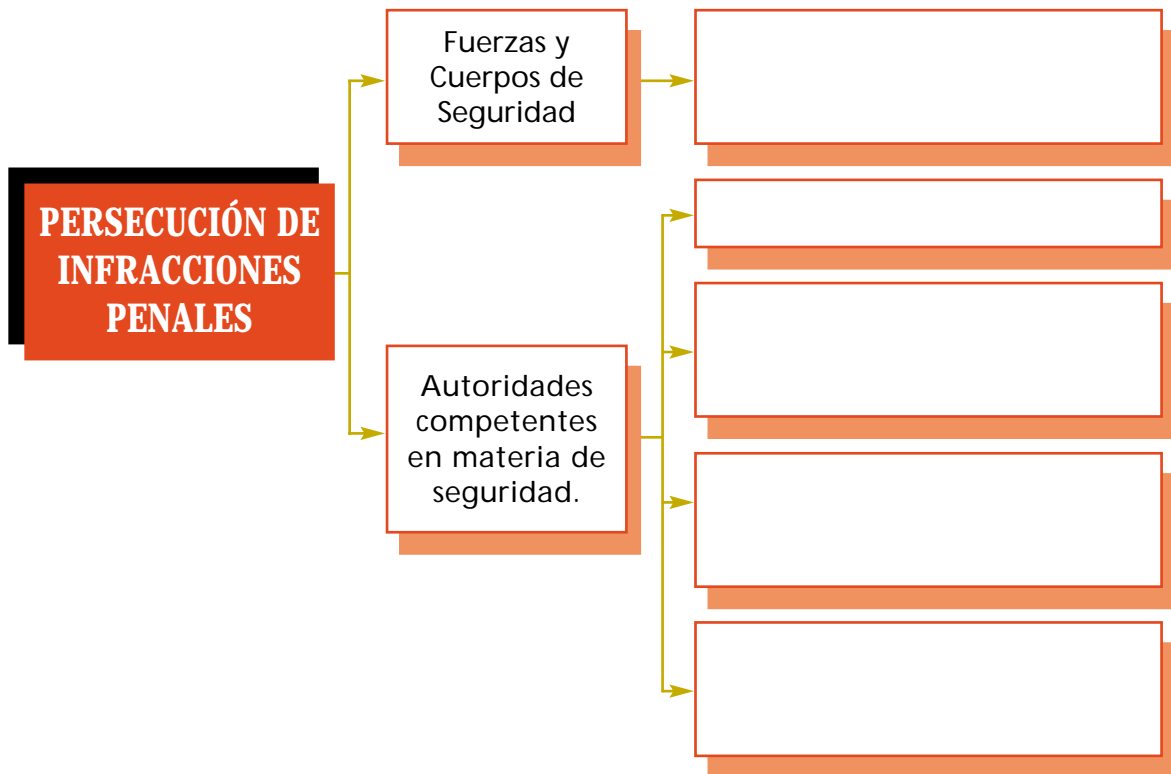 Fuerzas y
Cuerpos de
Seguridad
PERSECUCIÓN DE
INFRACCIONES
PENALES
Autoridades
competentes
en materia de
seguridad.